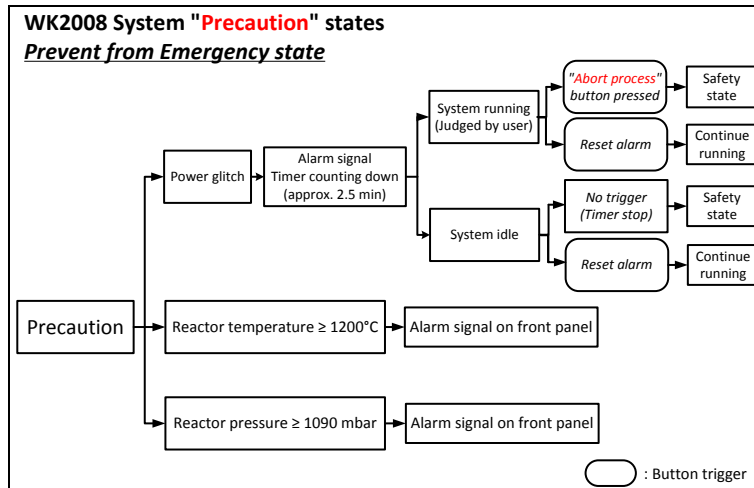 WK2008 System "Precaution" states
Prevent from Emergency state
"Abort process"
button pressed
Safety
state
System running
(Judged by user)
Reset alarm
Continue
running
Power glitch
Alarm signal
Timer counting down
(approx. 2.5 min)
No trigger
(Timer stop)
Safety
state
System idle
Reset alarm
Continue
running
Precaution
Reactor temperature ≥ 1200°C
Alarm signal on front panel
Reactor pressure ≥ 1090 mbar
Alarm signal on front panel
: Button trigger